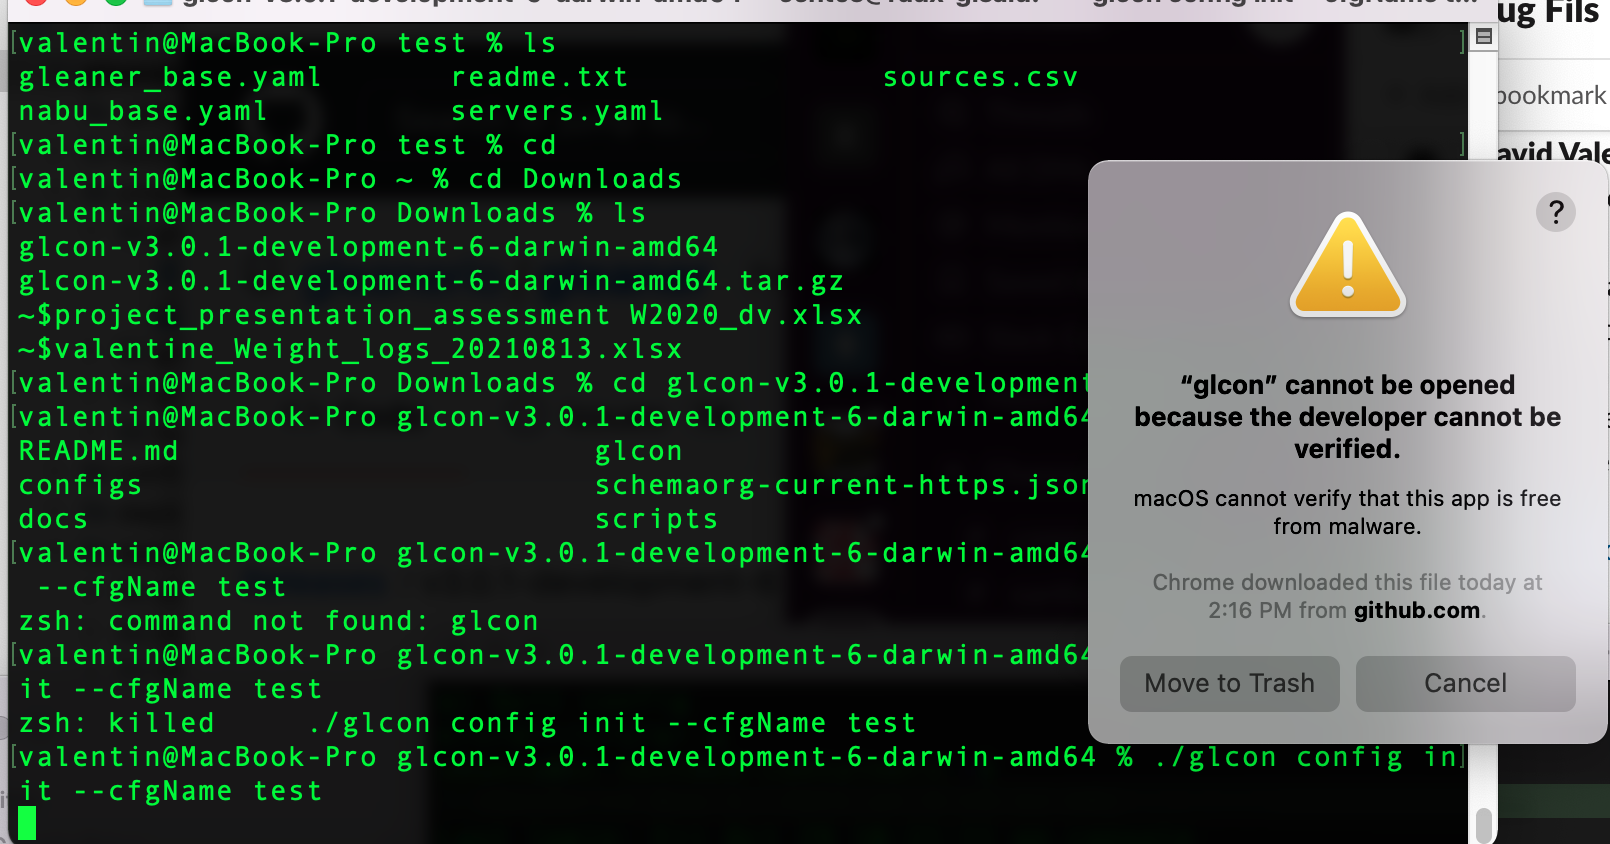 valentin@MacBook-Pro test % ls
gleaner_base.yaml readme.txt sources.csv
nabu_base.yaml servers.yaml
valentin@MacBook-Pro test % cd
valentin@MacBook-Pro ~ % cd Downloads
valentin@MacBook-Pro Downloads % ls
glcon-v3.0.1-development-6-darwin-amd64
glcon-v3.0.1-development-6-darwin-amd64.tar.gz
~$project_presentation_assessment W2020_dv.xlsx
~$valentine_Weight_logs_20210813.xlsx
valentin@MacBook-Pro Downloads % cd glcon-v3.0.1-development
valentin@MacBook-Pro glcon-v3.0.1-development-6-darwin-amd64
README.md glcon
configs schemaorg-current-https.json
docs scripts
valentin@MacBook-Pro glcon-v3.0.1-development-6-darwin-amd64
--cfgName test
zsh: command not found: glcon
valentin@MacBook-Pro glcon-v3.0.1-development-6-darwin-amd64
it --cfgName test
zsh: killed ./glcon config init --cfgName test
valentin@MacBook-Pro glcon-v3.0.1-development-6-darwin-amd64 % ./glcon config in
it --cfgName test
ug Fils
bookmark
avid Vale
?
“glcon” cannot be opened
because the developer cannot be
verified.
macOS cannot verify that this app is free
from malware.
Chrome downloaded this file today at
2:16 PM from github.com.
Move to Trash
Cancel